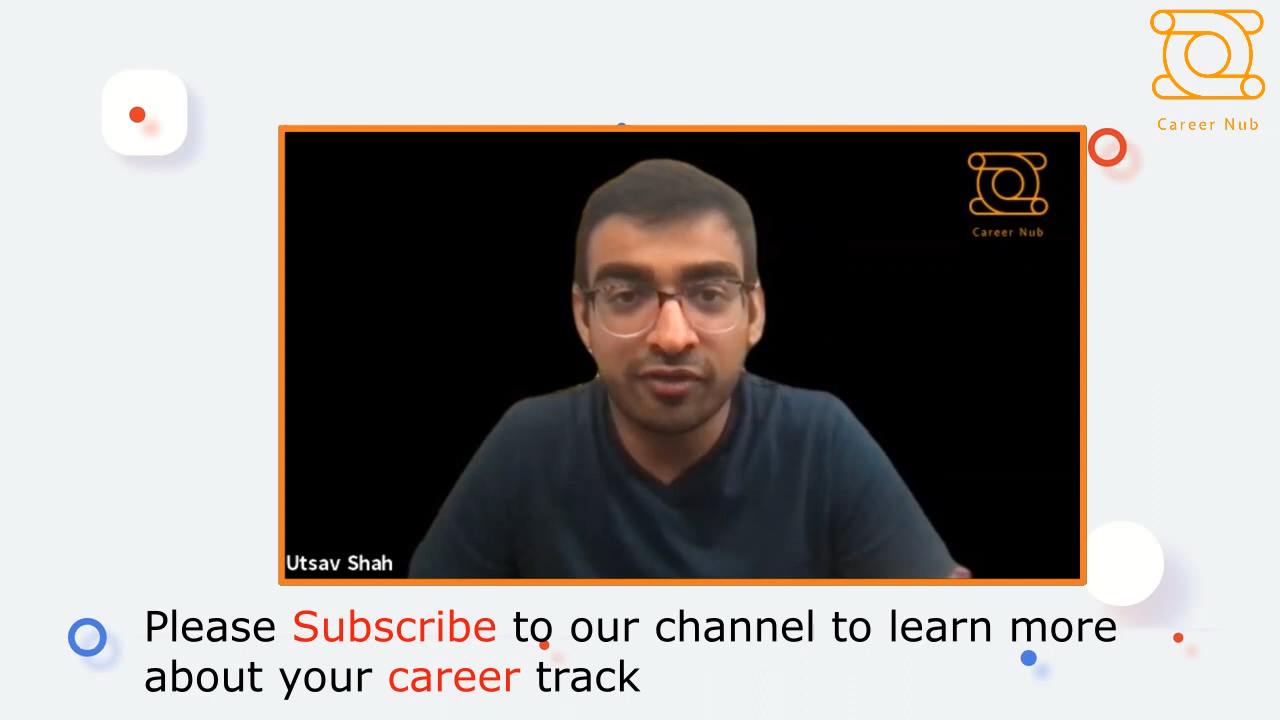 Career Nub
Career Nub
Utsav Shah
Please Subscribe to our channel to learn more
about your career track